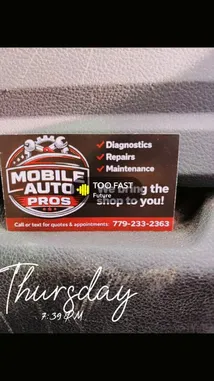 Diagnostics
Repairs
Maintenance
MOBILE
AUTO
PROS
TOO FAST
Future
We bring the
shop to you!
Call or text for quotes & appointments: 779-233-2363
Thursday
7:39 P.M.